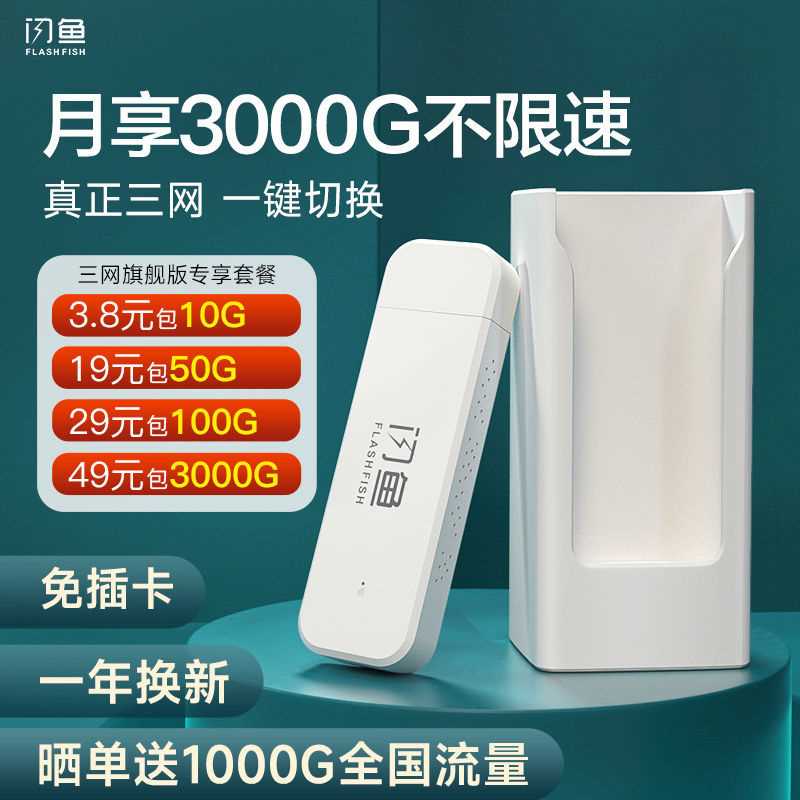 闪鱼
FLASHFISH
月享3000G不限速
真正三网 一键切换
三网旗舰版专享套餐
3.8元包10G
19元包50G
29元包100G
49元包3000G
闪鱼
FLASHFISH
免插卡
一年换新
晒单送1000G全国流量